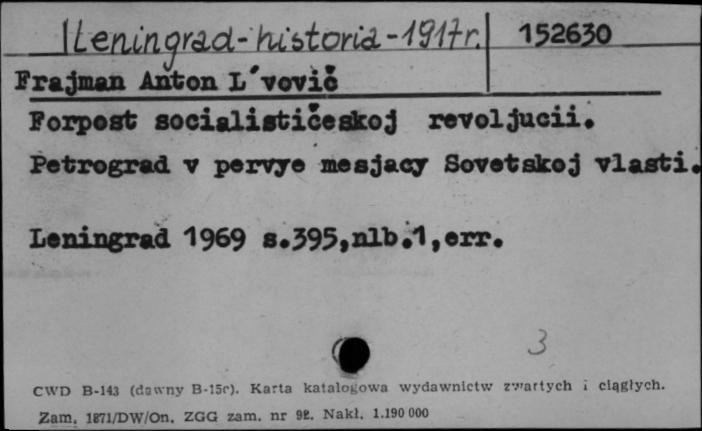 Leningrad-historia-1917r. 152630
Frajman Anton L'vovič
Forpost socialističeskoj revoljucii.
Petrograd v pervye mesjacy Sovetskoj vlasti.
Leningrad 1969 s.395,nlb.1,err.
3
CWD B-143 (dawny B-15c). Karta katalogowa wydawnictw zwartych i ciągłych.
Zam. 1871/DW/On. ZGG zam. nr 92. Nakł. 1.190 000